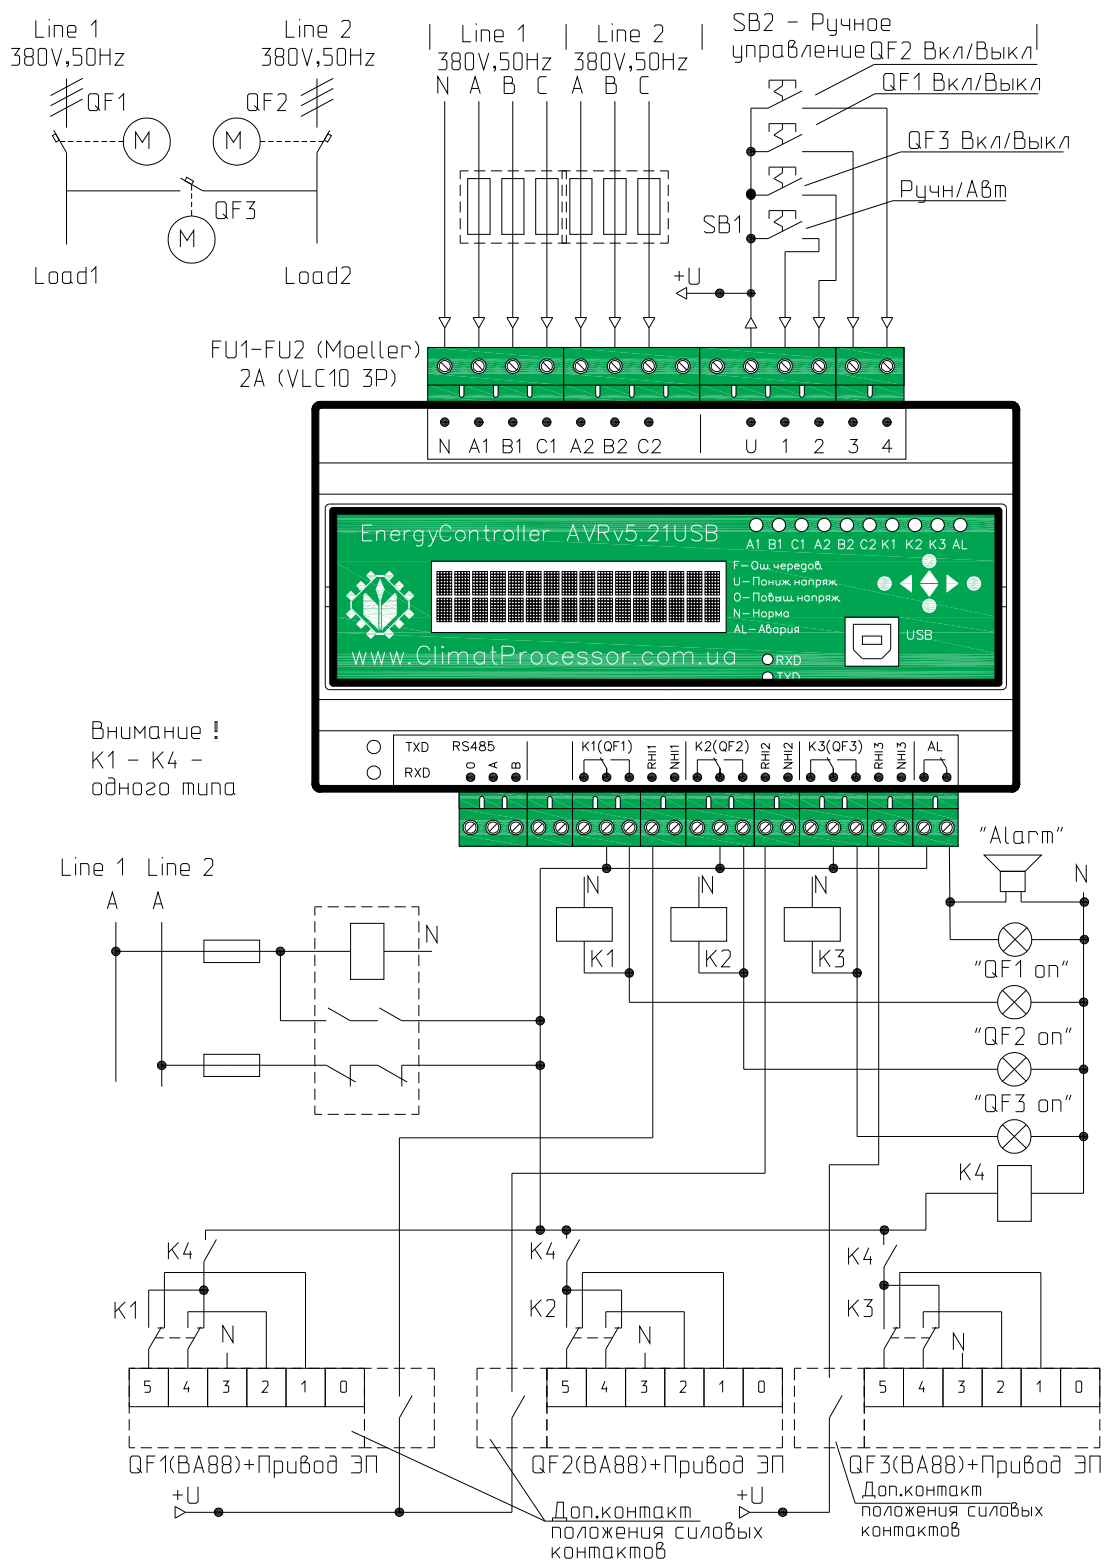 Line 1 Line 2
380V,50Hz 380V,50Hz
QF1 QF2
M M
QF3
M
Load1 Load2
Line 1 Line 2
380V,50Hz 380V,50Hz
N A B C A B C
SB2 - Ручное
управление QF2 Вкл/Выкл
QF1 Вкл/Выкл
QF3 Вкл/Выкл
Ручн/Авт
SB1
+U
FU1-FU2 (Moeller)
2A (VLC10 3P)
N A1 B1 C1 A2 B2 C2 U 1 2 3 4
EnergyController AVRv5.21USB
A1 B1 C1 A2 B2 C2 K1 K2 K3 AL
F-Ош.чередов.
U-Пониж.напряж
O-Повыш.напряж
N-Норма
AL-Авария
USB
www.ClimatProcessor.com.ua
RXD
TXD
Внимание !
К1 - К4 -
одного типа
TXD RS485 K1(QF1) RHI1 NHI1 K2(QF2) RHI2 NHI2 K3(QF3) RHI3 NHI3 AL
RXD 0 A B
"Alarm"
Line 1 Line 2
A A
N N N N
N
K1 K2 K3
"QF1 on"
"QF2 on"
"QF3 on"
K4
K4 K4 K4
K1 K2 K3
N N N
5 4 3 2 1 0
5 4 3 2 1 0
5 4 3 2 1 0
QF1(ВА88)+Привод ЭП QF2(ВА88)+Привод ЭП QF3(ВА88)+Привод ЭП
+U +U
Доп.контакт
положения силовых
контактов
Доп.контакт
положения силовых
контактов